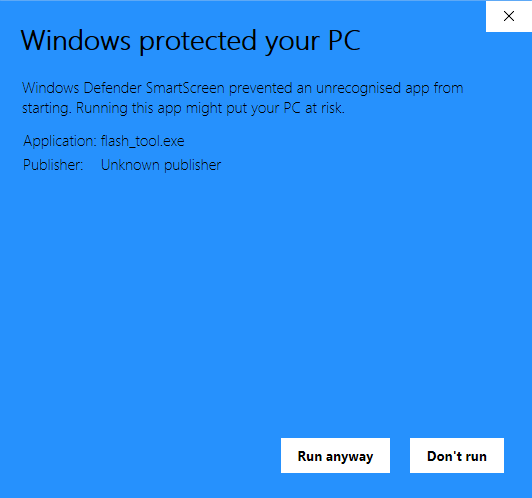 Windows protected your PC
Windows Defender SmartScreen prevented an unrecognised app from
starting. Running this app might put your PC at risk.
Application: flash_tool.exe
Publisher: Unknown publisher
Run anyway
Don't run